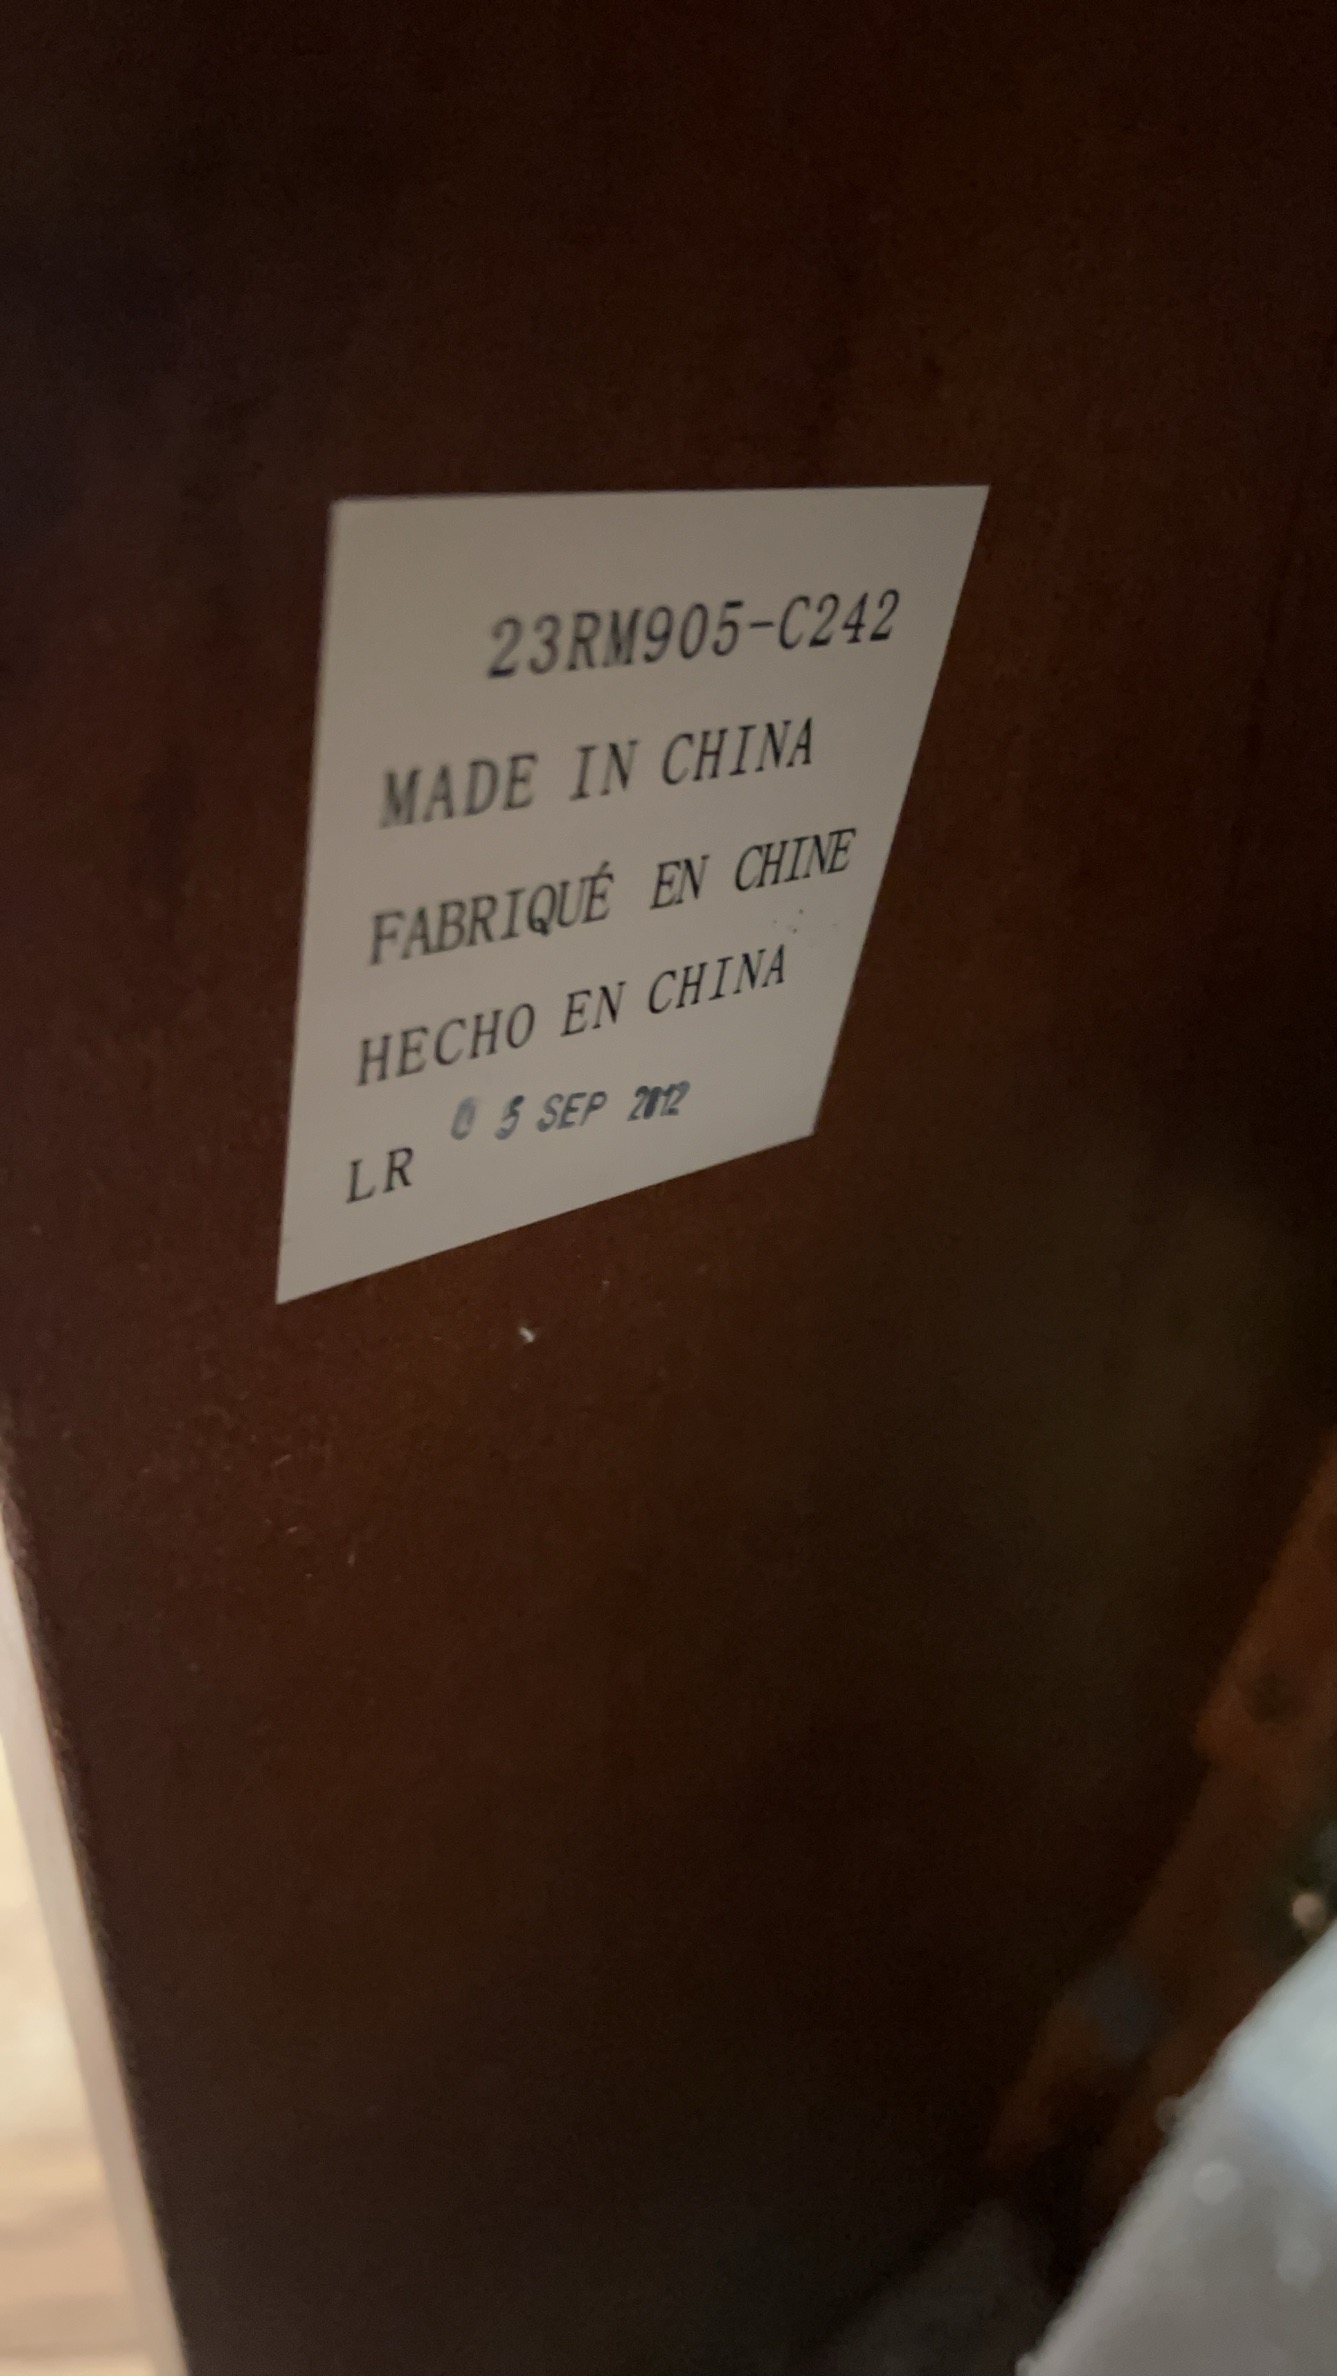 23RM905-C242
MADE IN CHINA
FABRIQUÉ EN CHINE
HECHO EN CHINA
LR 05 SEP 2012